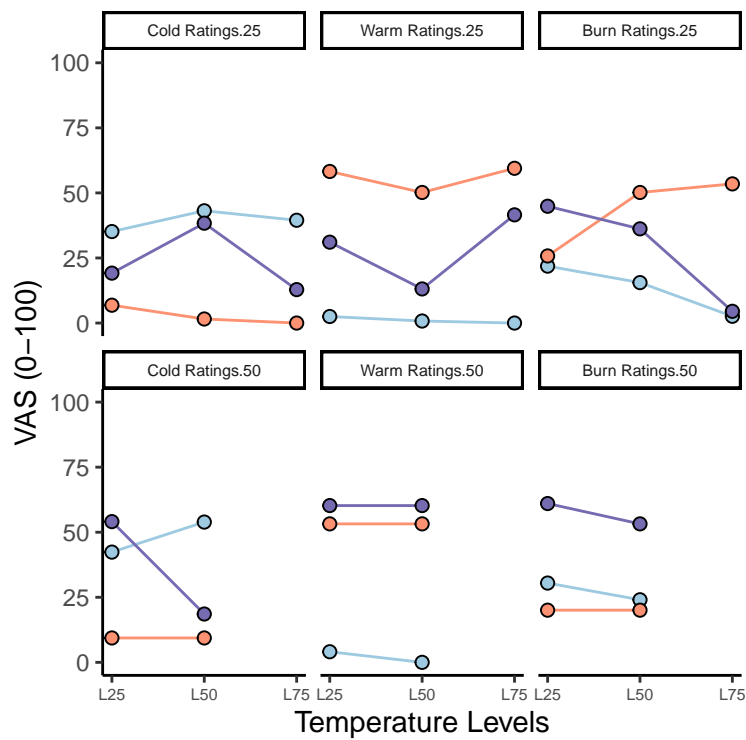 Cold Ratings.25 Warm Ratings.25 Burn Ratings.25
100
75
50
25
0
Cold Ratings.50 Warm Ratings.50 Burn Ratings.50
100
75
50
25
0
VAS (0−100)
L25 L50 L75 L25 L50 L75 L25 L50 L75
Temperature Levels